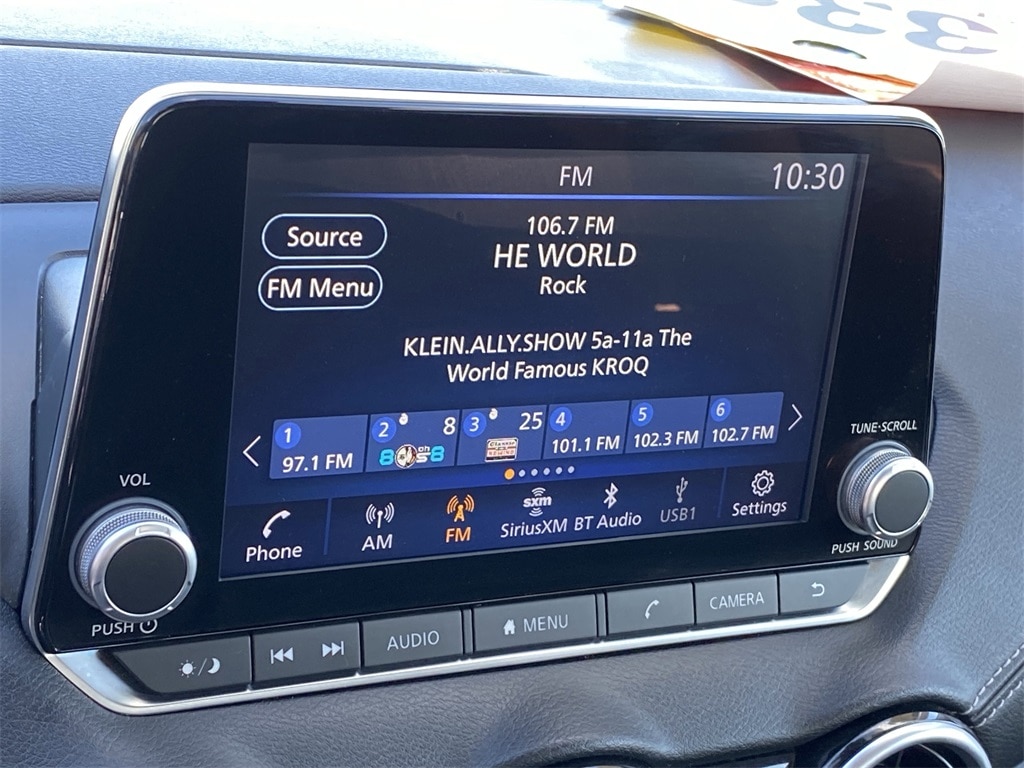 FM
10:30
Source
106.7 FM
HE WORLD
FM Menu
Rock
KLEIN.ALLY.SHOW 5a-11a The
World Famous KROQ
1
97.1 FM
2
8
80s
8
3
25
4
101.1 FM
5
102.3 FM
6
102.7 FM
TUNE·SCROLL
VOL
Phone
AM
FM
sxm
SiriusXM
BT Audio
USB1
Settings
PUSH SOUND
PUSH
AUDIO
MENU
CAMERA